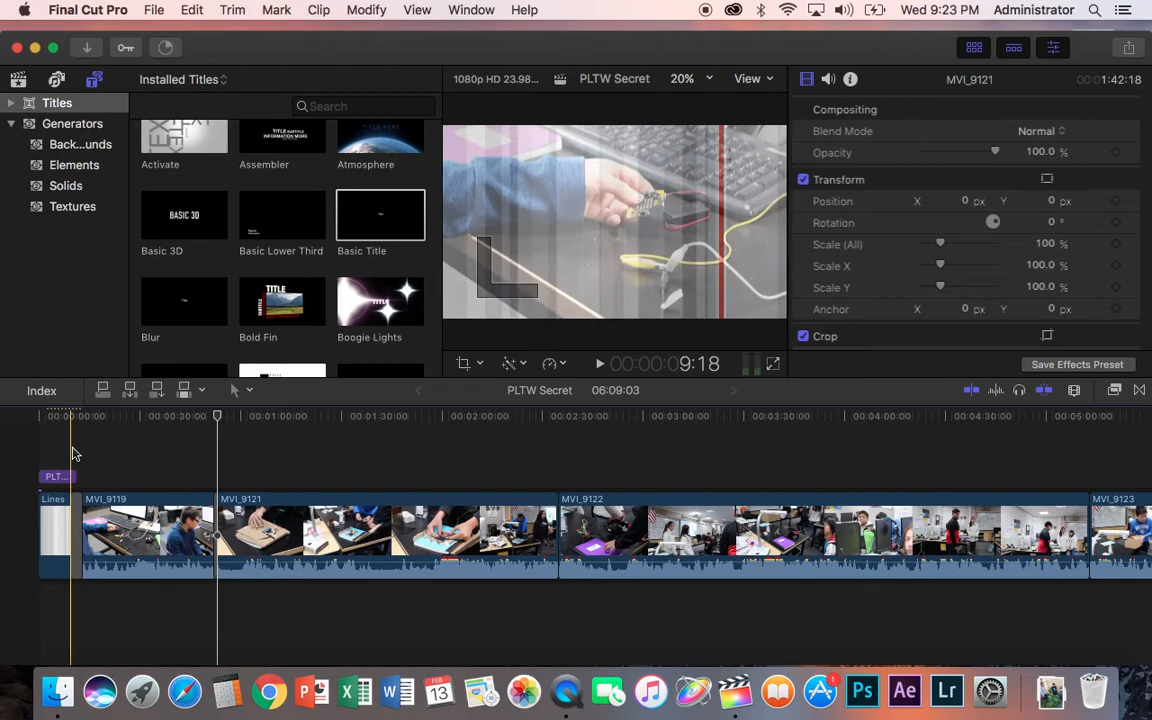 Final Cut Pro File Edit Trim Mark Clip Modify View Window Help Wed 9:23 PM Administrator
Installed Titles 1080p HD 23.98... PLTW Secret 20% View MVI_9121 00:00:01:42:18
Titles Search
Generators
Back...unds
Elements
Solids
Textures
Activate Assembler Atmosphere
BASIC 3D
Basic 3D Basic Lower Third Basic Title
Blur Bold Fin Boogie Lights
Compositing
Blend Mode Normal
Opacity 100.0 %
Transform
Position X 0 px Y 0 px
Rotation 0 °
Scale (All) 100 %
Scale X 100.0 %
Scale Y 100.0 %
Anchor X 0 px Y 0 px
Crop
00:00:00:09:18 Save Effects Preset
Index PLTW Secret 06:09:03
00:00:00:00 00:00:30:00 00:01:00:00 00:01:30:00 00:02:00:00 00:02:30:00 00:03:00:00 00:03:30:00 00:04:00:00 00:04:30:00 00:05:00:00
PLT...
Lines MVI_9119 MVI_9121 MVI_9122 MVI_9123
FEB 13 1 Ps Ae Lr